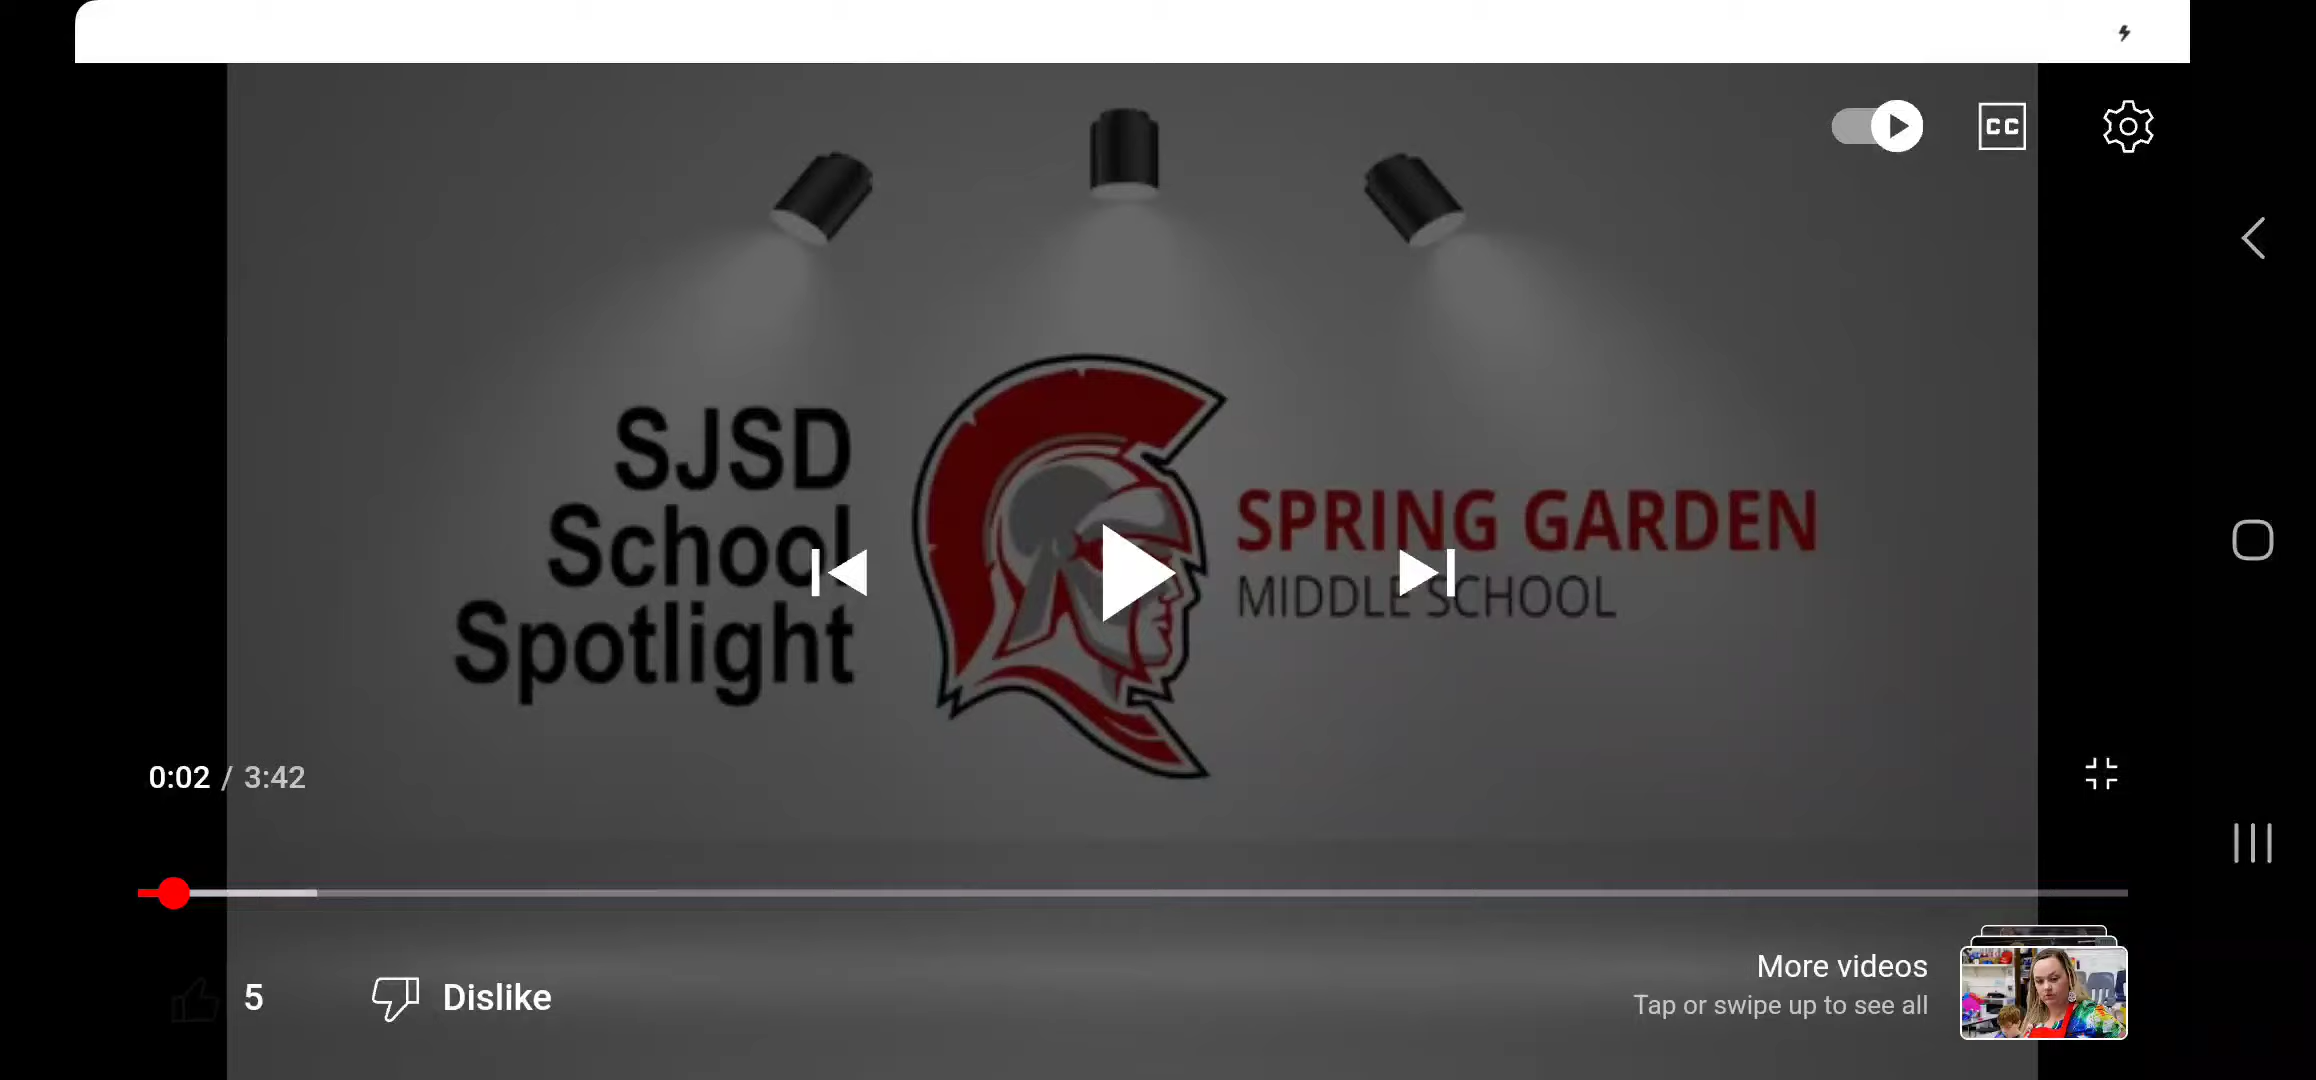 CC
SJSD
School
Spotlight
SPRING GARDEN
MIDDLE SCHOOL
0:02 / 3:42
5
Dislike
More videos
Tap or swipe up to see all